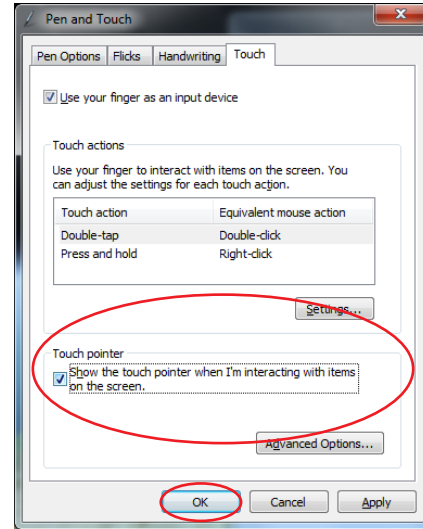 Pen and Touch
Pen Options Flicks Handwriting Touch
Use your finger as an input device
Touch actions
Use your finger to interact with items on the screen. You
can adjust the settings for each touch action.
Touch action Equivalent mouse action
Double-tap Double-click
Press and hold Right-click
Settings...
Touch pointer
Show the touch pointer when I'm interacting with items
on the screen.
Advanced Options...
OK Cancel Apply